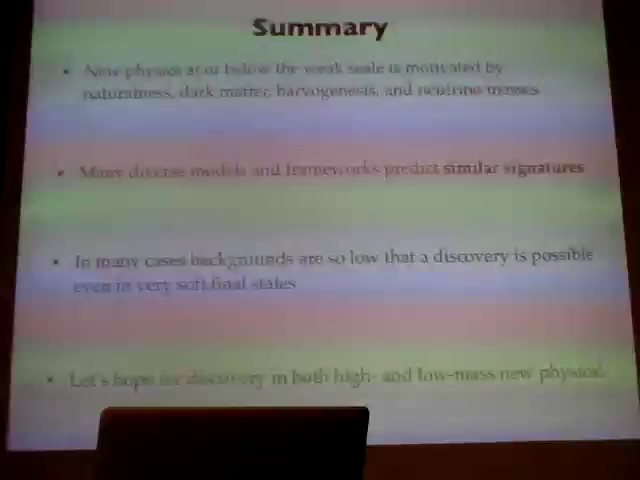 Summary
• New physics at or below the weak scale is motivated by
naturalness, dark matter, baryogenesis, and neutrino masses
• Many diverse models and frameworks predict similar signatures
• In many cases backgrounds are so low that a discovery is possible
even in very soft final states
• Let's hope for discovery in both high- and low-mass new physics!